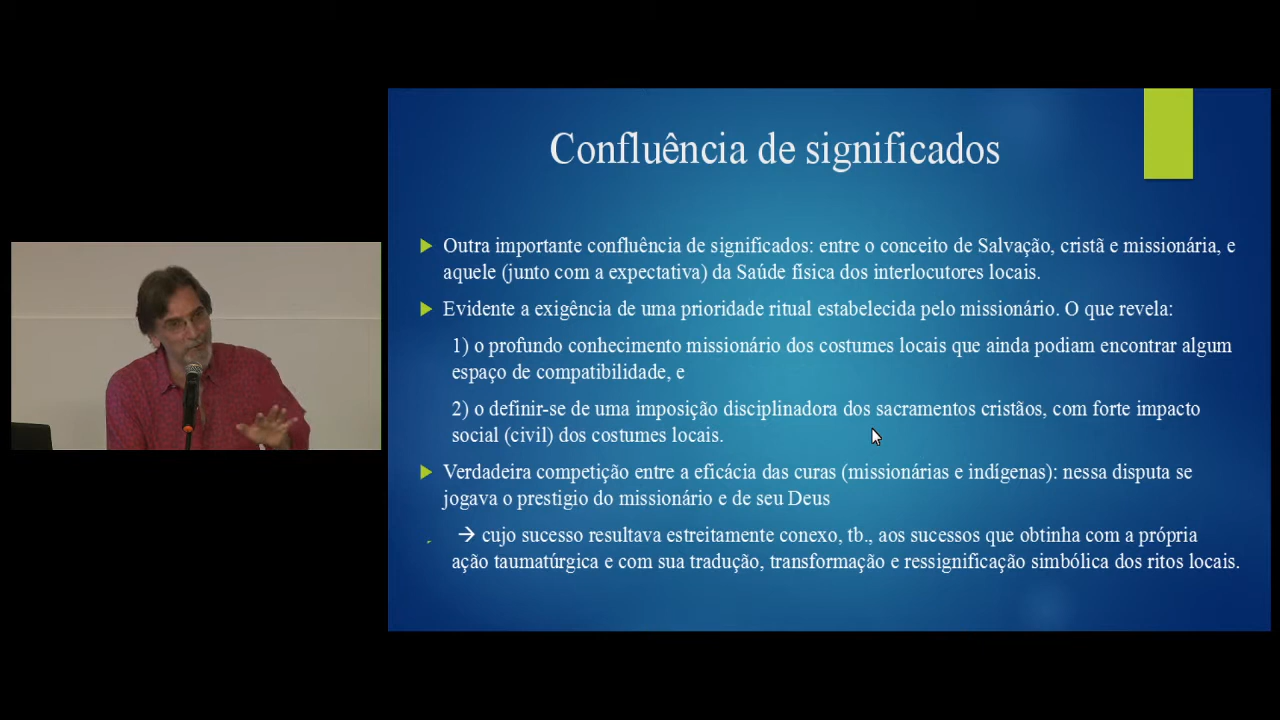 Confluência de significados
Outra importante confluência de significados: entre o conceito de Salvação, cristã e missionária, e
aquele (junto com a expectativa) da Saúde física dos interlocutores locais.
Evidente a exigência de uma prioridade ritual estabelecida pelo missionário. O que revela:
1) o profundo conhecimento missionário dos costumes locais que ainda podiam encontrar algum
espaço de compatibilidade, e
2) o definir-se de uma imposição disciplinadora dos sacramentos cristãos, com forte impacto
social (civil) dos costumes locais.
Verdadeira competição entre a eficácia das curas (missionárias e indígenas): nessa disputa se
jogava o prestigio do missionário e de seu Deus
→ cujo sucesso resultava estreitamente conexo, tb., aos sucessos que obtinha com a própria
ação taumatúrgica e com sua tradução, transformação e ressignificação simbólica dos ritos locais.